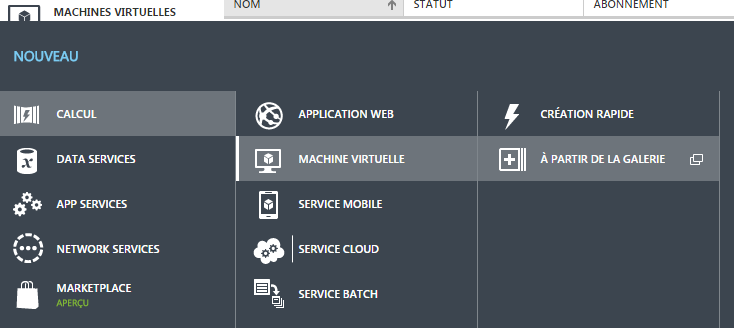 MACHINES VIRTUELLES
NOM
STATUT
ABONNEMENT
NOUVEAU
CALCUL
DATA SERVICES
APP SERVICES
NETWORK SERVICES
MARKETPLACE
APERÇU
APPLICATION WEB
MACHINE VIRTUELLE
SERVICE MOBILE
SERVICE CLOUD
SERVICE BATCH
CRÉATION RAPIDE
À PARTIR DE LA GALERIE